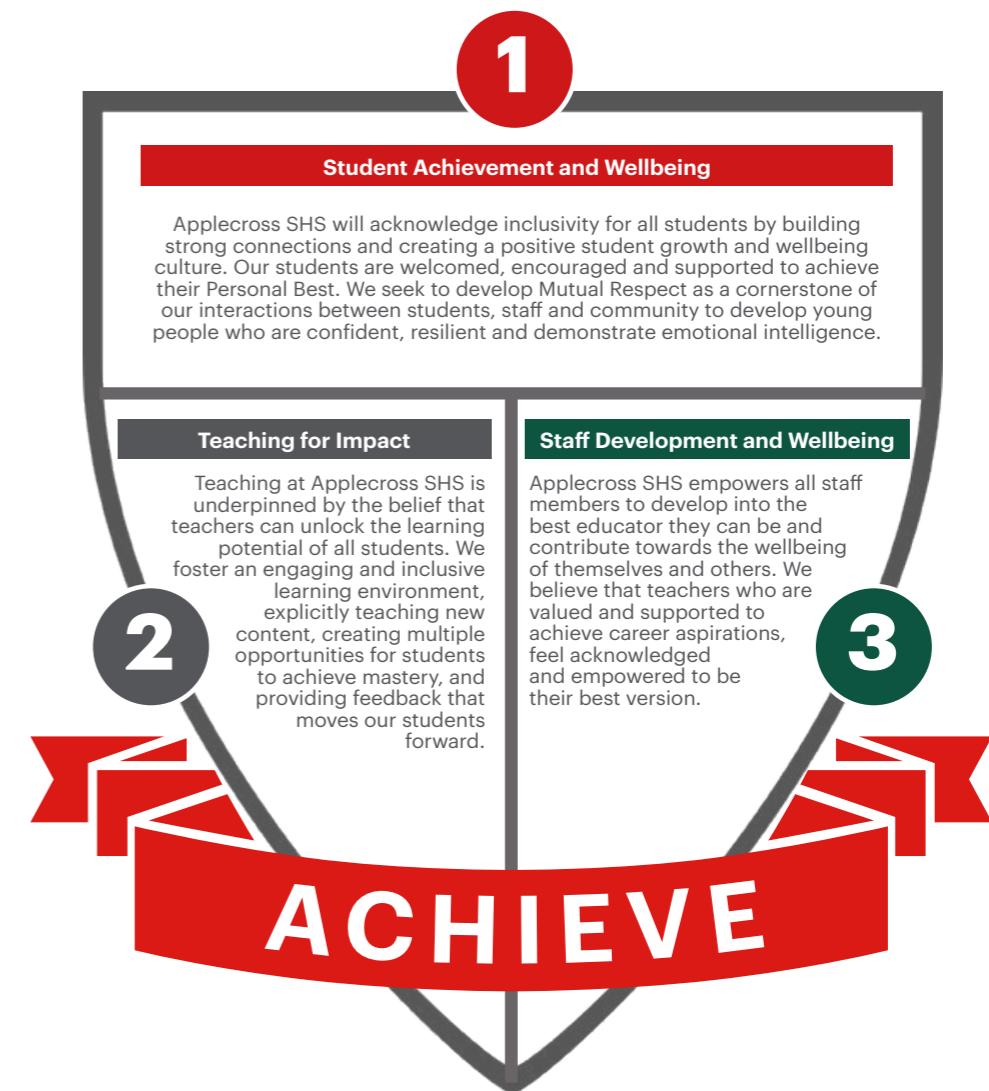 1
Student Achievement and Wellbeing
Applecross SHS will acknowledge inclusivity for all students by building
strong connections and creating a positive student growth and wellbeing
culture. Our students are welcomed, encouraged and supported to achieve
their Personal Best. We seek to develop Mutual Respect as a cornerstone of
our interactions between students, staff and community to develop young
people who are confident, resilient and demonstrate emotional intelligence.
2
Teaching for Impact
Teaching at Applecross SHS is
underpinned by the belief that
teachers can unlock the learning
potential of all students. We
foster an engaging and inclusive
learning environment,
explicitly teaching new
content, creating multiple
opportunities for students
to achieve mastery, and
providing feedback that
moves our students
forward.
3
Staff Development and Wellbeing
Applecross SHS empowers all staff
members to develop into the
best educator they can be and
contribute towards the wellbeing
of themselves and others. We
believe that teachers who are
valued and supported to
achieve career aspirations,
feel acknowledged
and empowered to be
their best version.
ACHIEVE